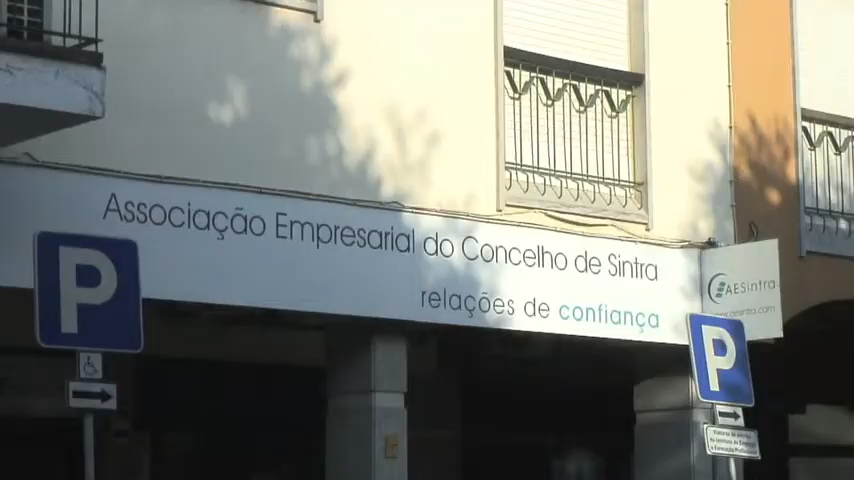 Associação Empresarial do Concelho de Sintra
relações de confiança
AESintra
P
P